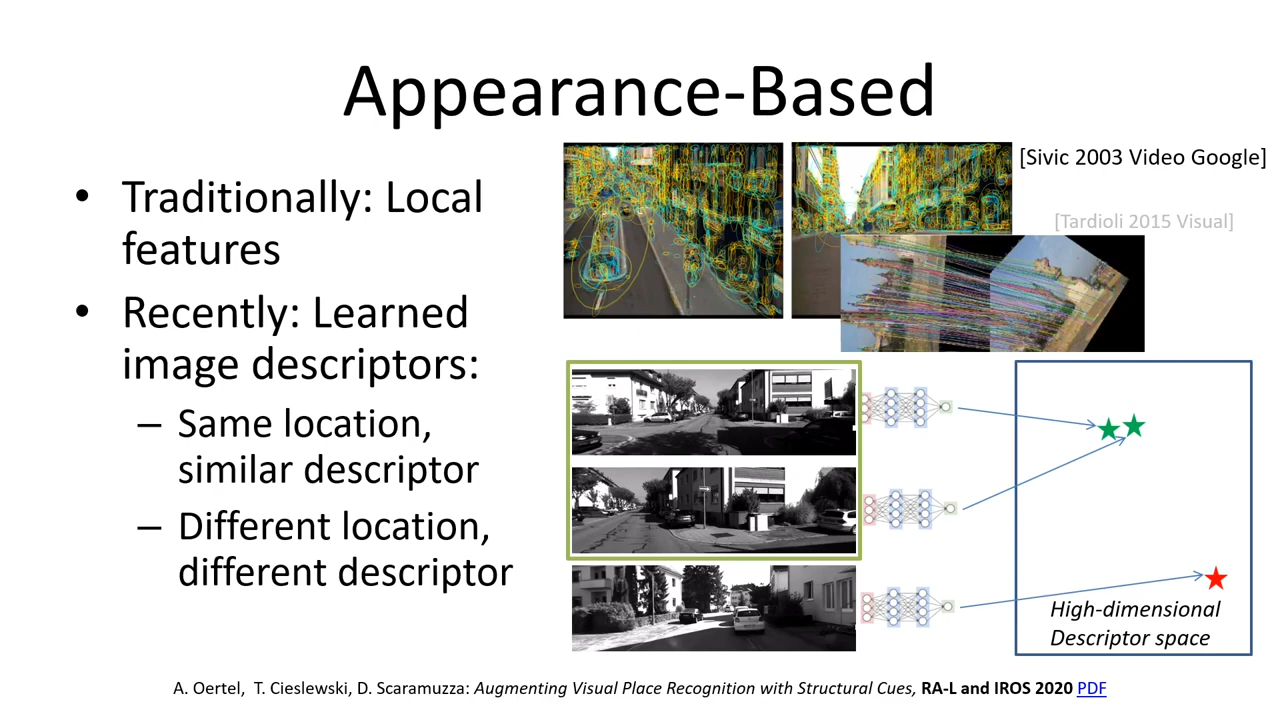 Appearance-Based
• Traditionally: Local
features
• Recently: Learned
image descriptors:
– Same location,
similar descriptor
– Different location,
different descriptor
[Sivic 2003 Video Google]
[Tardioli 2015 Visual]
High-dimensional
Descriptor space
A. Oertel, T. Cieslewski, D. Scaramuzza: Augmenting Visual Place Recognition with Structural Cues, RA-L and IROS 2020 PDF